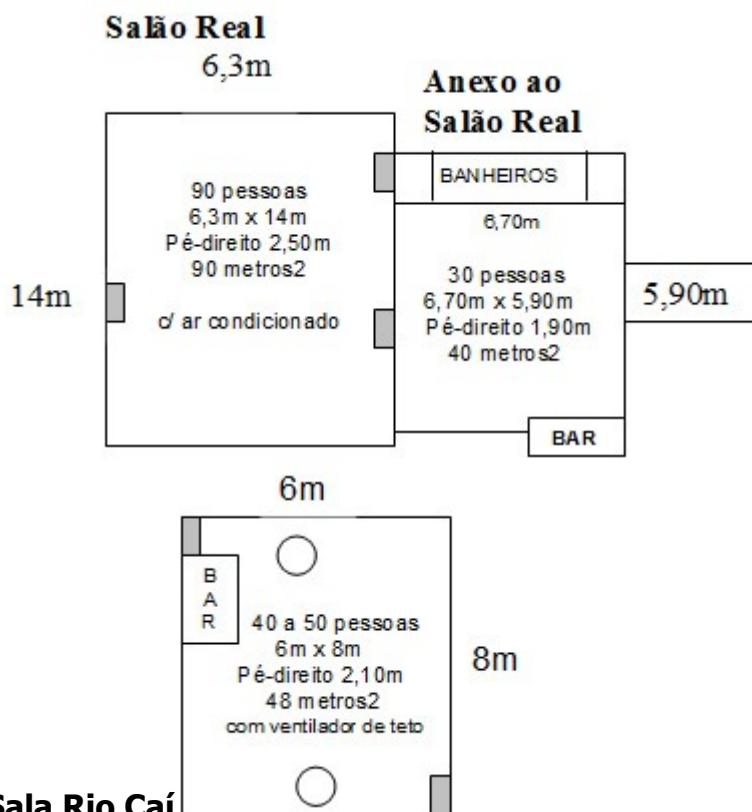 Salão Real
6,3m
Anexo ao
Salão Real
90 pessoas
6,3m x 14m
Pé-direito 2,50m
90 metros2
c/ ar condicionado
14m
BANHEIROS
6,70m
30 pessoas
6,70m x 5,90m
Pé-direito 1,90m
40 metros2
5,90m
BAR
6m
B
A
R
40 a 50 pessoas
6m x 8m
Pé-direito 2,10m
48 metros2
com ventilador de teto
8m
Sala Rio Caí